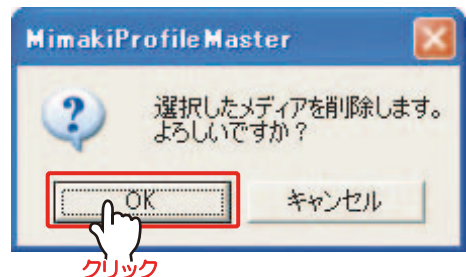 MimakiProfileMaster
選択したメディアを削除します。
よろしいですか？
OK
キャンセル
クリック